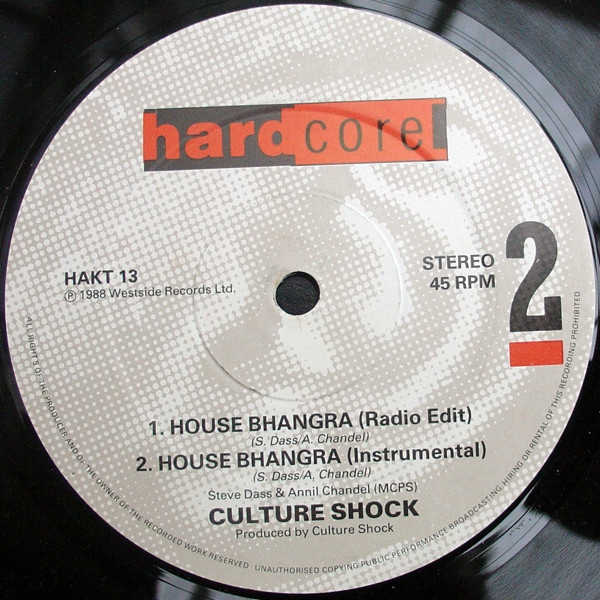 hardcore
HAKT 13
℗ 1988 Westside Records Ltd.
STEREO
45 RPM
2
1. HOUSE BHANGRA (Radio Edit)
(S. Dass/A. Chandel)
2. HOUSE BHANGRA (Instrumental)
(S. Dass/A. Chandel)
Steve Dass & Annil Chandel (MCPS)
CULTURE SHOCK
Produced by Culture Shock
ALL RIGHTS OF THE PRODUCER AND OF THE OWNER OF THE RECORDED WORK RESERVED UNAUTHORISED COPYING PUBLIC PERFORMANCE BROADCASTING, HIRING OR RENTAL OF THIS RECORDING PROHIBITED